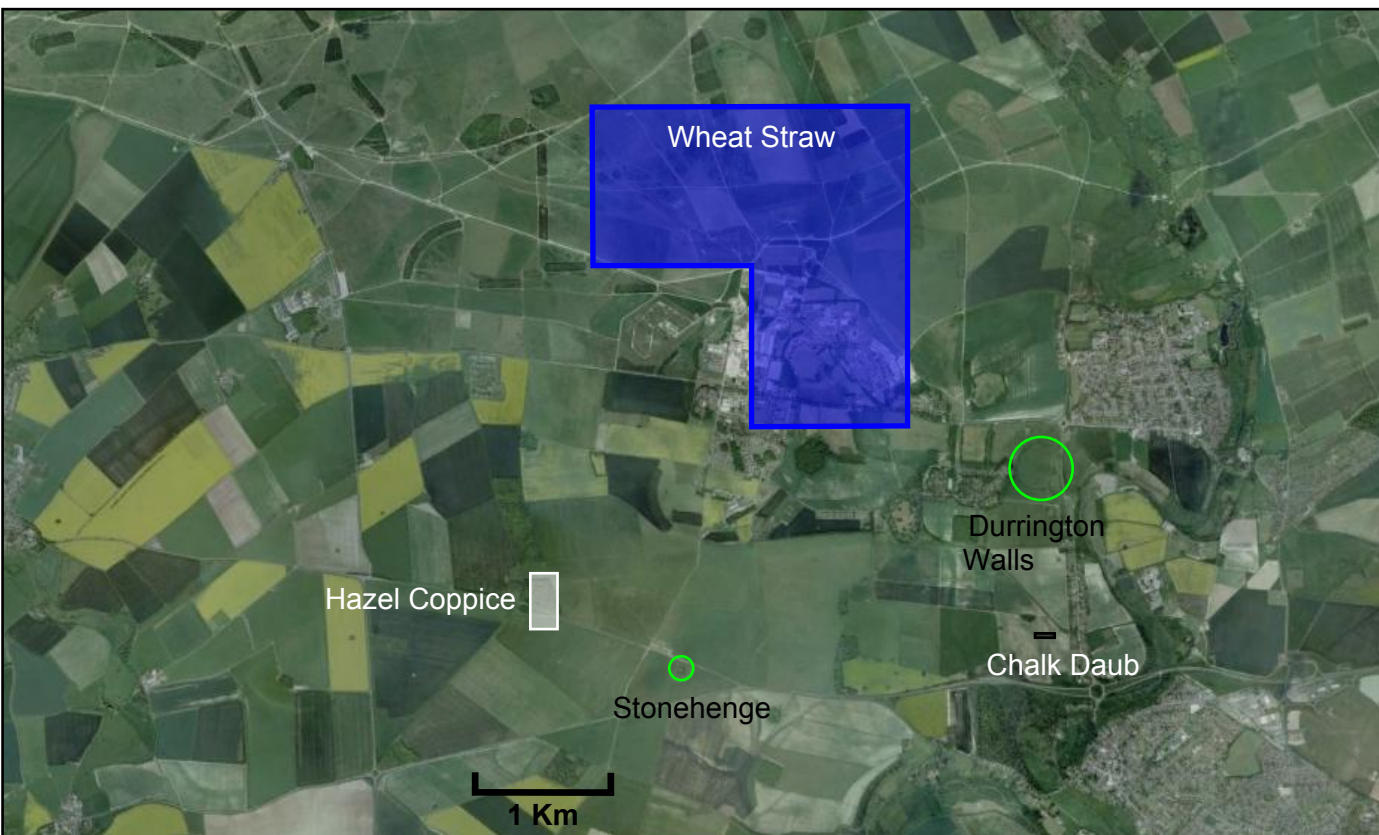 Wheat Straw
Durrington
Walls
Hazel Coppice
Chalk Daub
Stonehenge
1 Km